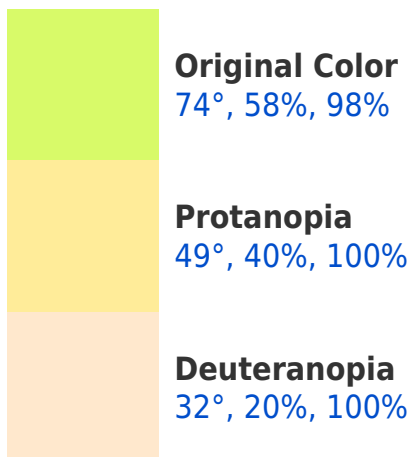 Original Color
74°, 58%, 98%
Protanopia
49°, 40%, 100%
Deuteranopia
32°, 20%, 100%